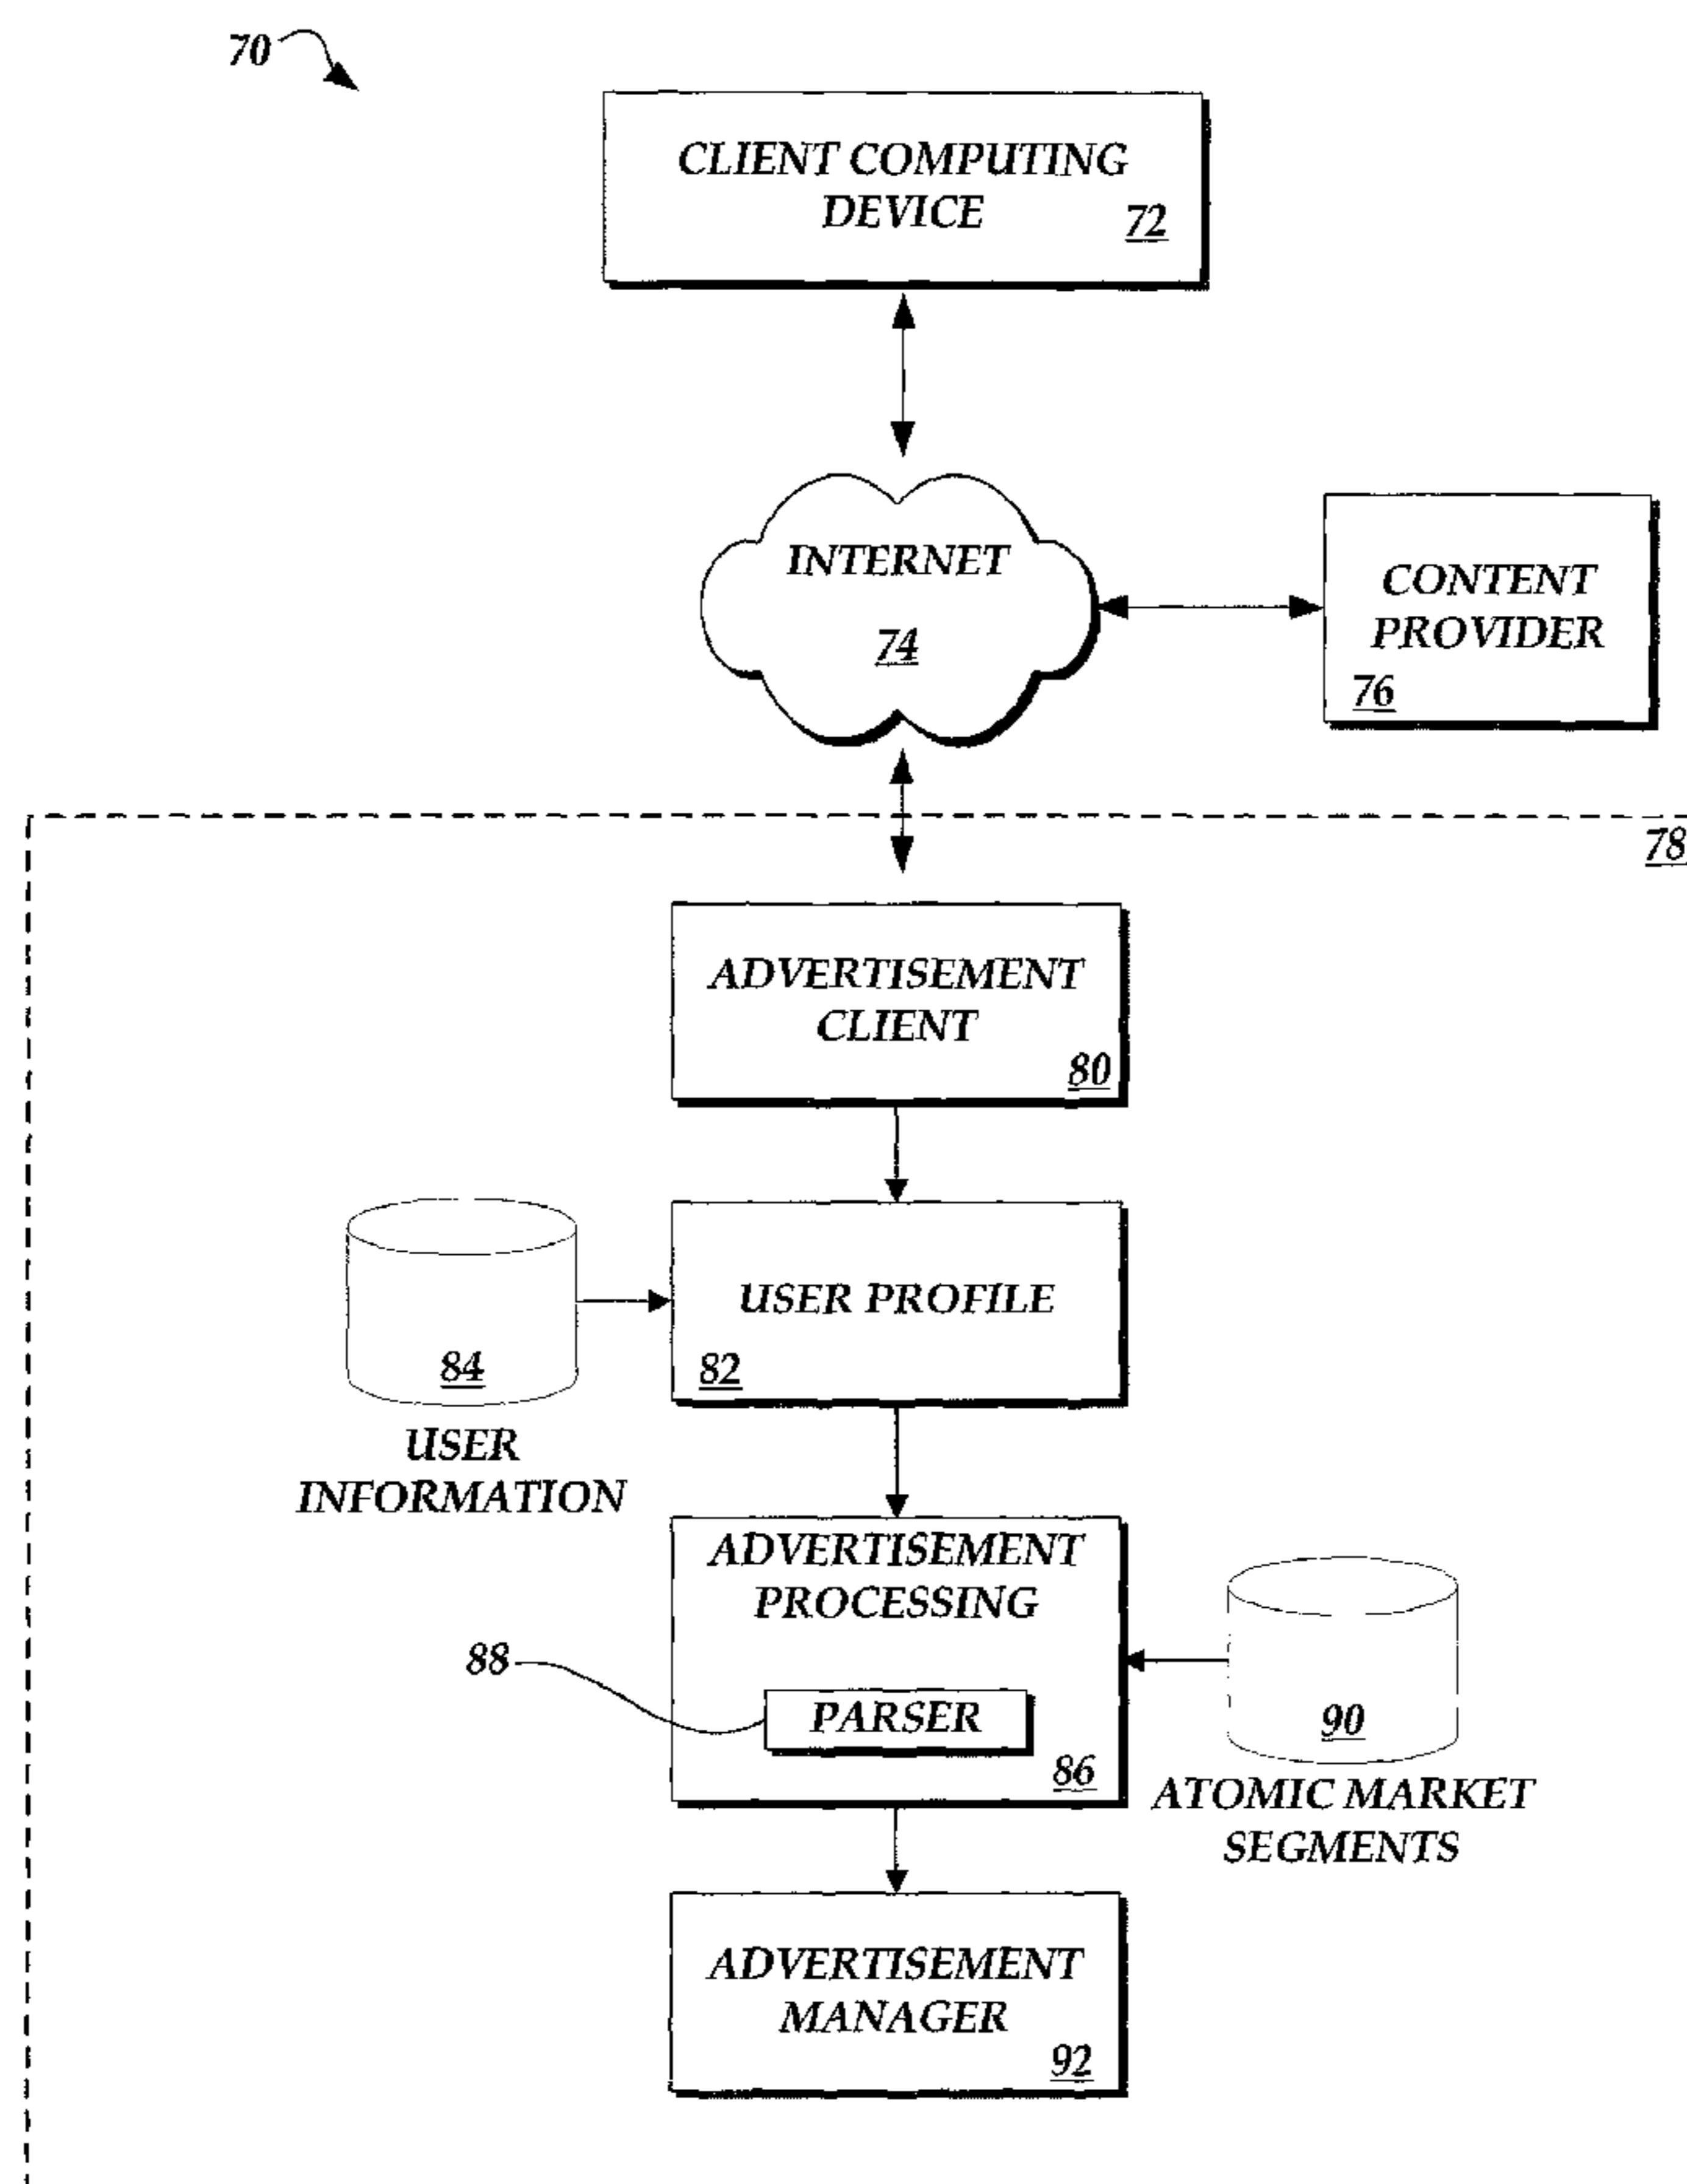 70
CLIENT COMPUTING
DEVICE
72
INTERNET
74
CONTENT
PROVIDER
76
78
ADVERTISEMENT
CLIENT
80
USER PROFILE
82
84
USER
INFORMATION
ADVERTISEMENT
PROCESSING
88
PARSER
86
90
ATOMIC MARKET
SEGMENTS
ADVERTISEMENT
MANAGER
92